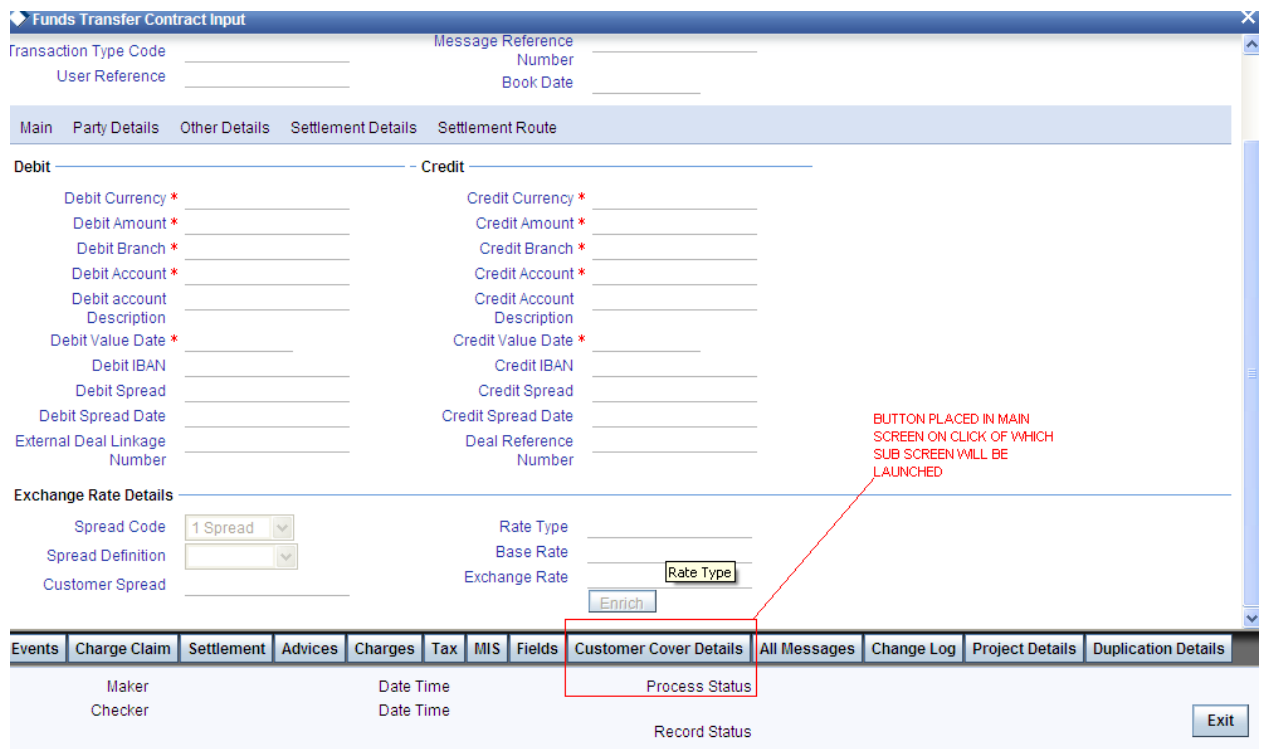 Funds Transfer Contract Input
Transaction Type Code
User Reference
Message Reference
Number
Book Date
Main Party Details Other Details Settlement Details Settlement Route
Debit
Debit Currency *
Debit Amount *
Debit Branch *
Debit Account *
Debit account
Description
Debit Value Date *
Debit IBAN
Debit Spread
Debit Spread Date
External Deal Linkage
Number
Credit
Credit Currency *
Credit Amount *
Credit Branch *
Credit Account *
Credit Account
Description
Credit Value Date *
Credit IBAN
Credit Spread
Credit Spread Date
Deal Reference
Number
BUTTON PLACED IN MAIN
SCREEN ON CLICK OF WHICH
SUB SCREEN WILL BE
LAUNCHED
Exchange Rate Details
Spread Code 1 Spread
Spread Definition
Customer Spread
Rate Type
Base Rate
Exchange Rate
Rate Type
Enrich
Events Charge Claim Settlement Advices Charges Tax MIS Fields Customer Cover Details All Messages Change Log Project Details Duplication Details
Maker Date Time Process Status
Checker Date Time
Record Status
Exit